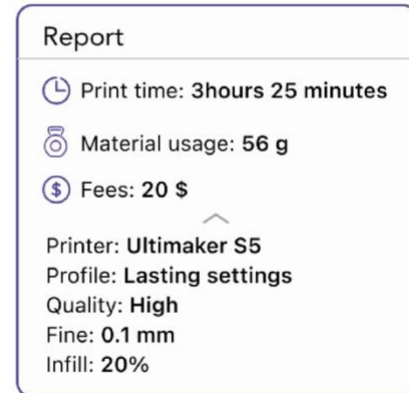 Report
Print time: 3hours 25 minutes
Material usage: 56 g
Fees: 20 $
Printer: Ultimaker S5
Profile: Lasting settings
Quality: High
Fine: 0.1 mm
Infill: 20%